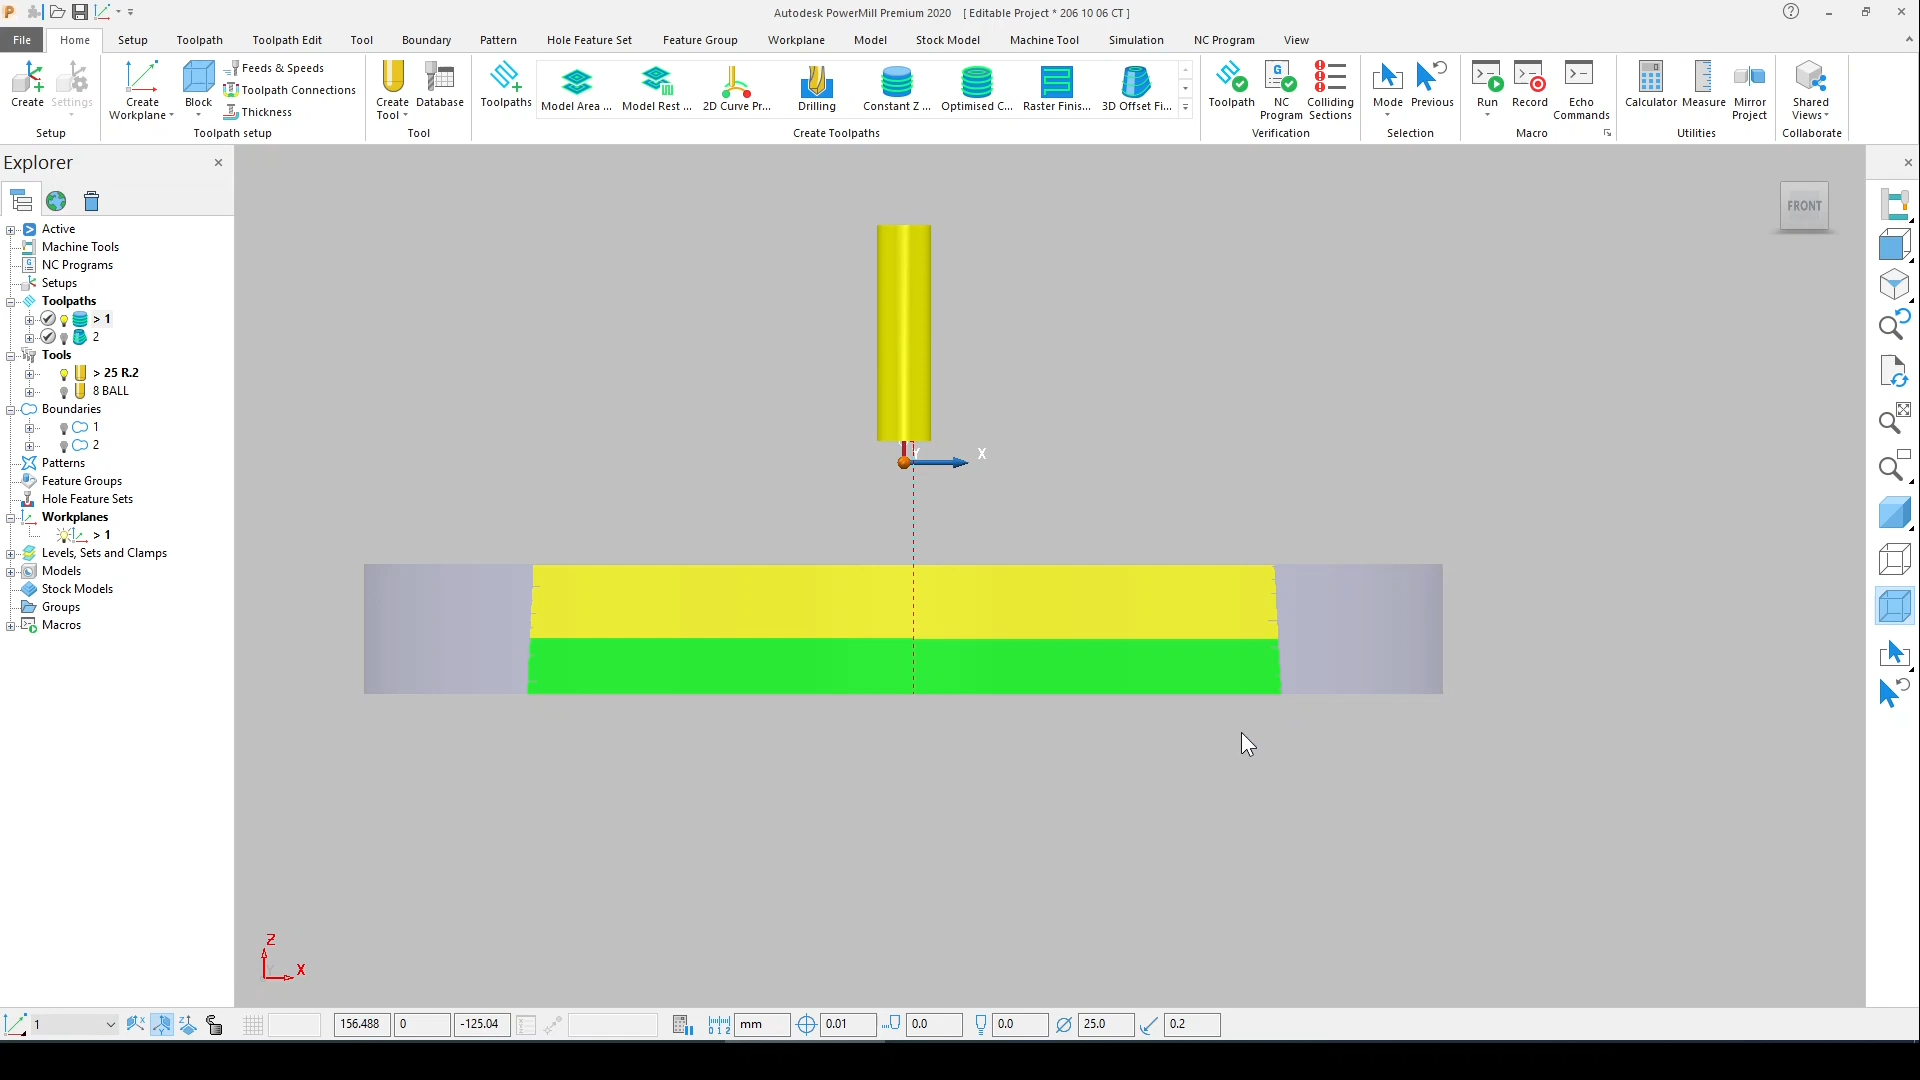 Autodesk PowerMill Premium 2020 [ Editable Project * 206 10 06 CT ]
File Home Setup Toolpath Toolpath Edit Tool Boundary Pattern Hole Feature Set Feature Group Workplane Model Stock Model Machine Tool Simulation NC Program View
Create
Settings
Setup
Create
Workplane
Block
Feeds & Speeds
Toolpath Connections
Thickness
Toolpath setup
Create
Tool
Database
Tool
Toolpaths
Model Area ...
Model Rest ...
2D Curve Pr...
Drilling
Constant Z ...
Optimised C...
Raster Finis...
3D Offset Fi...
Create Toolpaths
Toolpath
NC
Program
Colliding
Sections
Verification
Mode
Previous
Selection
Run
Record
Echo
Commands
Macro
Calculator
Measure
Mirror
Project
Utilities
Shared
Views
Collaborate
Explorer
Active
Machine Tools
NC Programs
Setups
Toolpaths
> 1
2
Tools
> 25 R.2
8 BALL
Boundaries
1
2
Patterns
Feature Groups
Hole Feature Sets
Workplanes
> 1
Levels, Sets and Clamps
Models
Stock Models
Groups
Macros
FRONT
Y X
Z
X
1 156.488 0 -125.04 mm 0.01 0.0 0.0 25.0 0.2